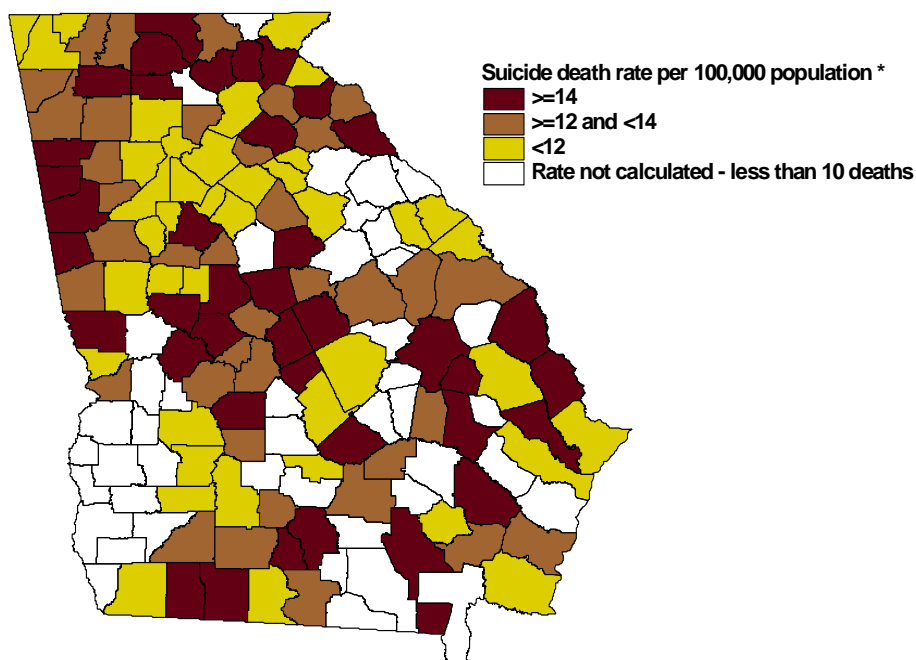 Suicide death rate per 100,000 population *
>=14
>=12 and <14
<12
Rate not calculated - less than 10 deaths